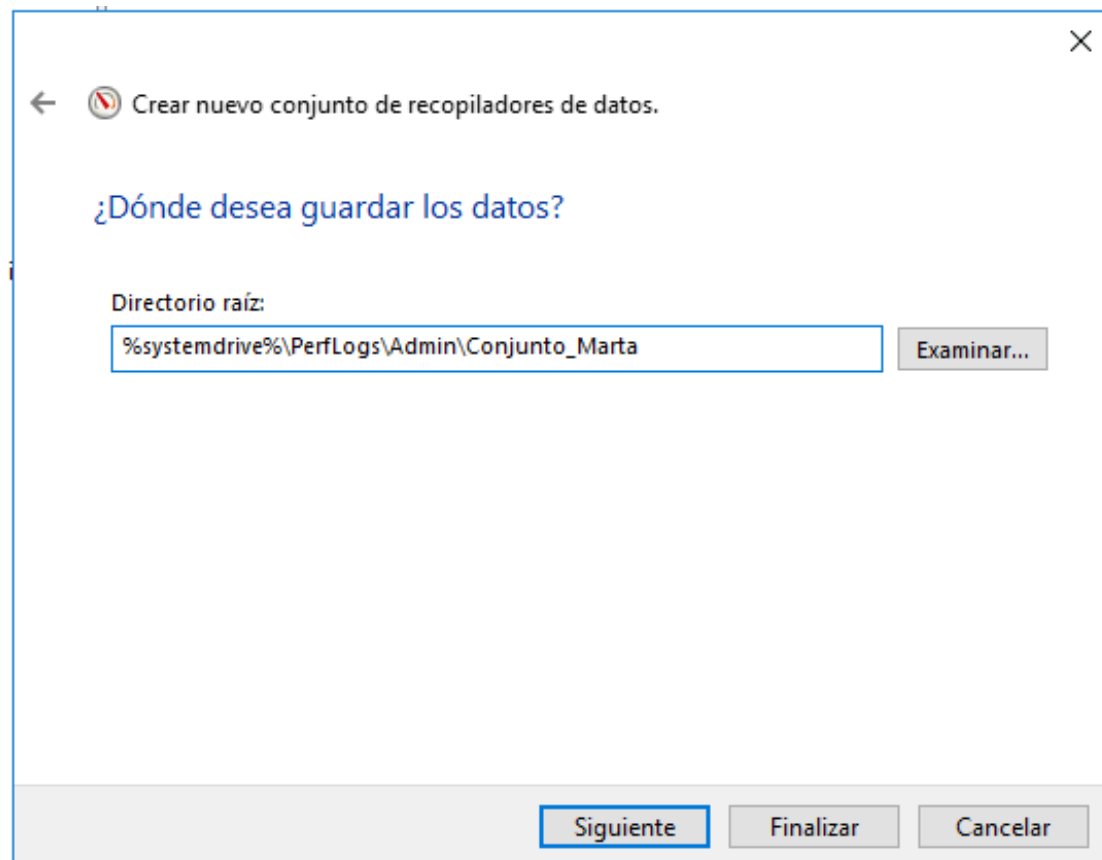 Crear nuevo conjunto de recopiladores de datos.
¿Dónde desea guardar los datos?
Directorio raíz:
%systemdrive%\PerfLogs\Admin\Conjunto_Marta
Examinar...
Siguiente
Finalizar
Cancelar